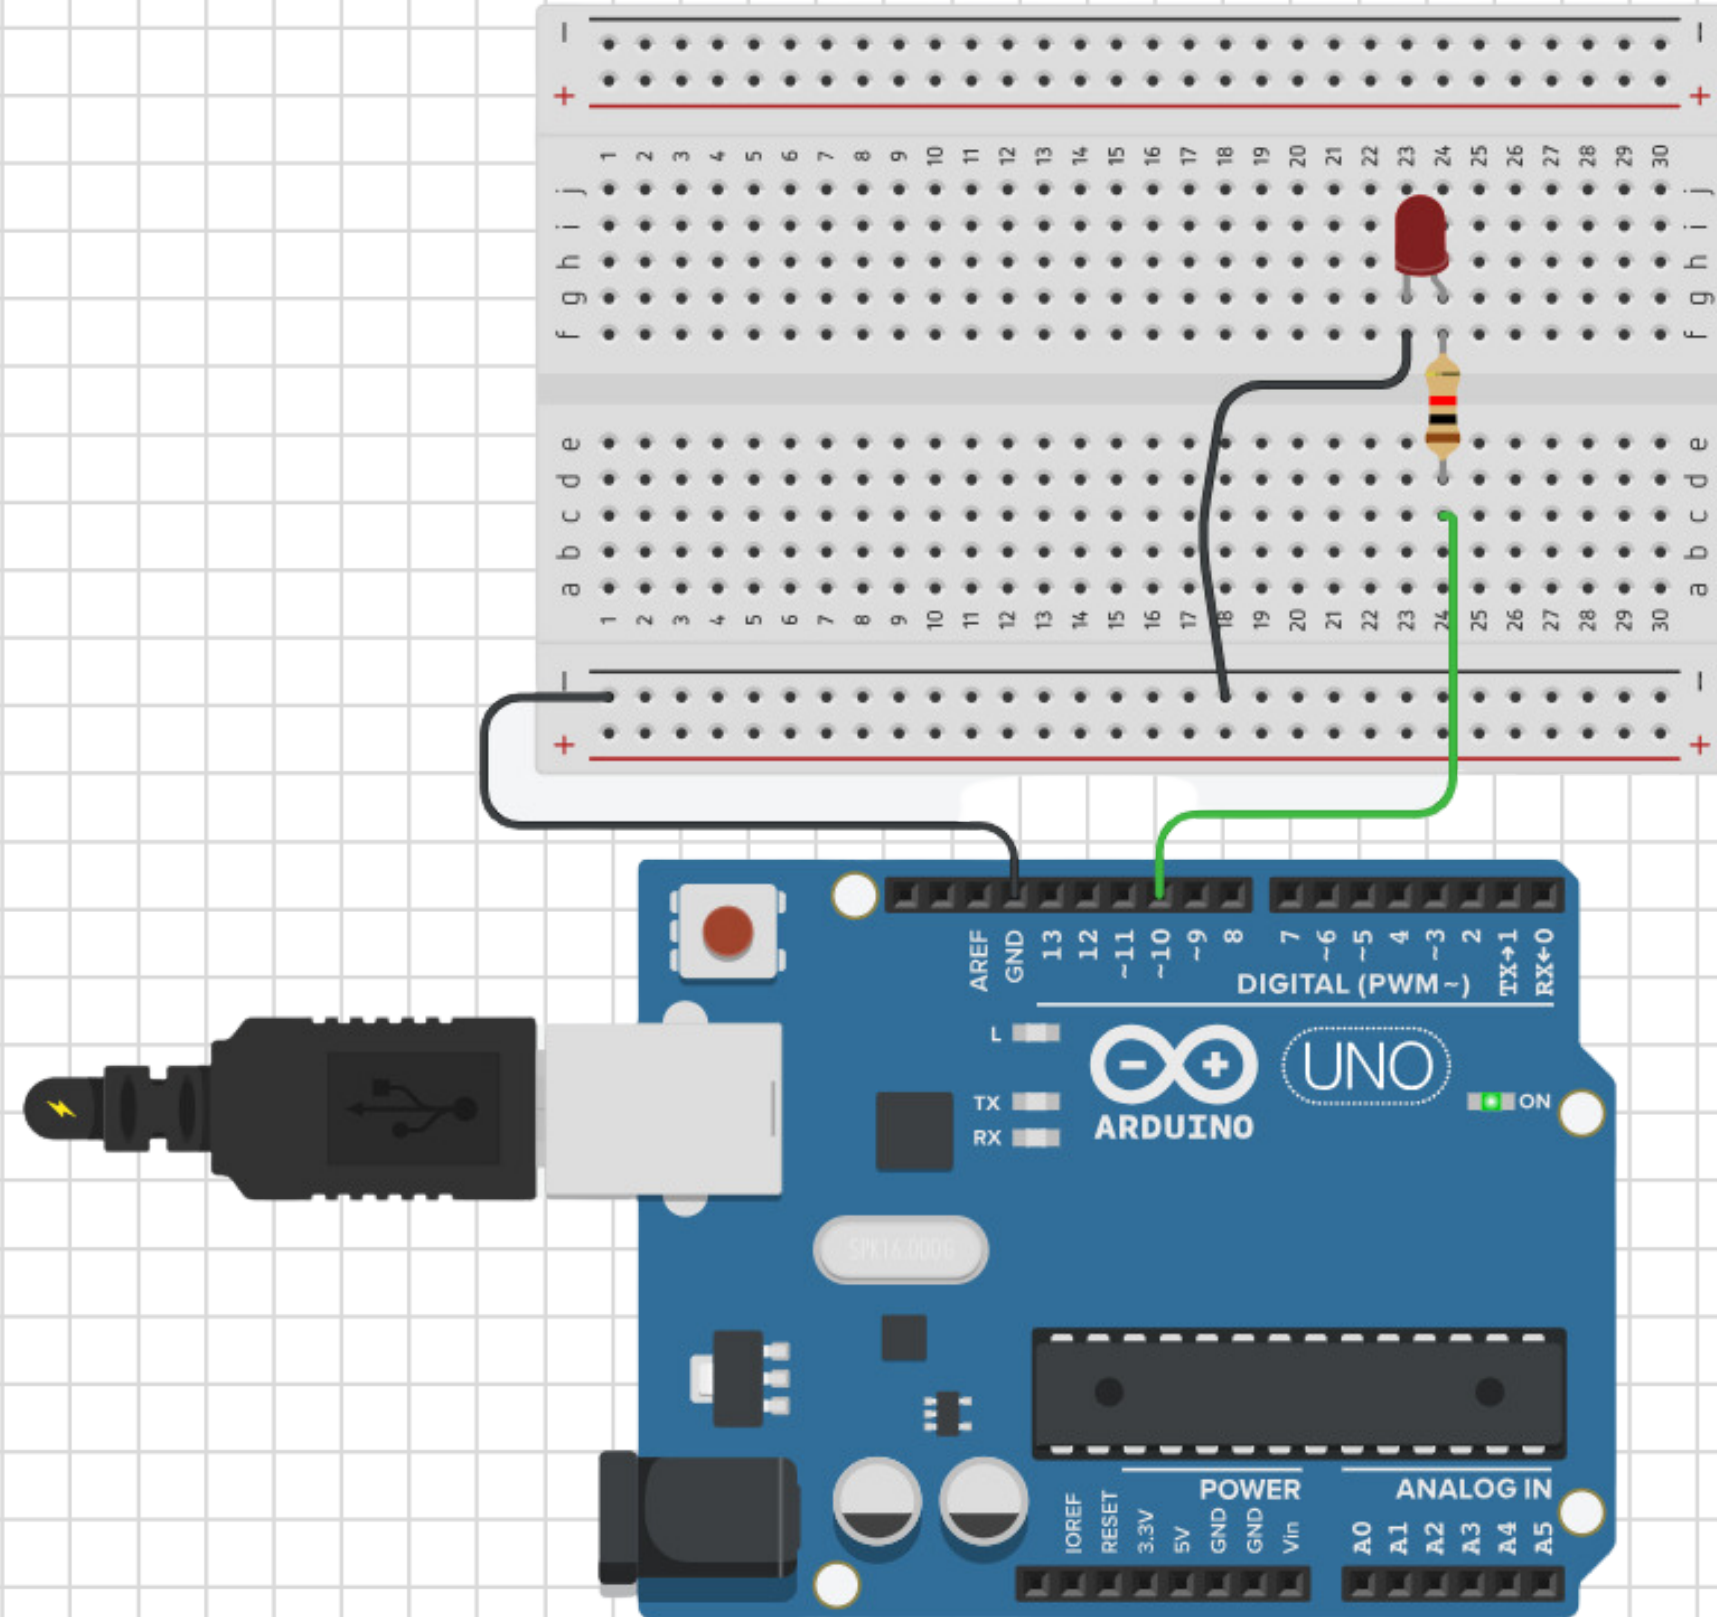 − −
+ +
1 2 3 4 5 6 7 8 9 10 11 12 13 14 15 16 17 18 19 20 21 22 23 24 25 26 27 28 29 30
j j
i i
h h
g g
f f
e e
d d
c c
b b
a a
1 2 3 4 5 6 7 8 9 10 11 12 13 14 15 16 17 18 19 20 21 22 23 24 25 26 27 28 29 30
− −
+ +
AREF GND 13 12 ~11 ~10 ~9 8 7 ~6 ~5 4 ~3 2 TX→1 RX←0
DIGITAL (PWM ~)
L
UNO
TX
ON
RX
ARDUINO
SPK16.000G
POWER ANALOG IN
IOREF RESET 3.3V 5V GND GND Vin A0 A1 A2 A3 A4 A5